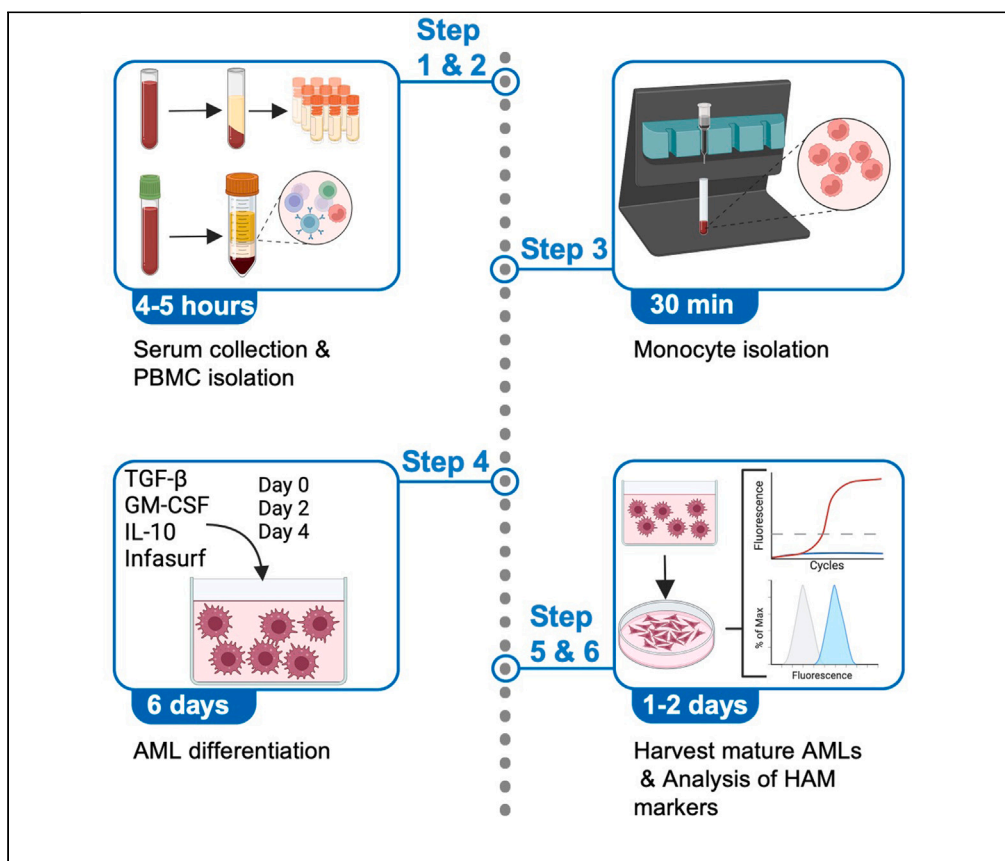 Step
1 & 2
4-5 hours
Serum collection &
PBMC isolation
Step 3
30 min
Monocyte isolation
Step 4
TGF-β
GM-CSF
IL-10
Infasurf
Day 0
Day 2
Day 4
6 days
AML differentiation
Step
5 & 6
Fluorescence
Cycles
% of Max
Fluorescence
1-2 days
Harvest mature AMLs
& Analysis of HAM
markers